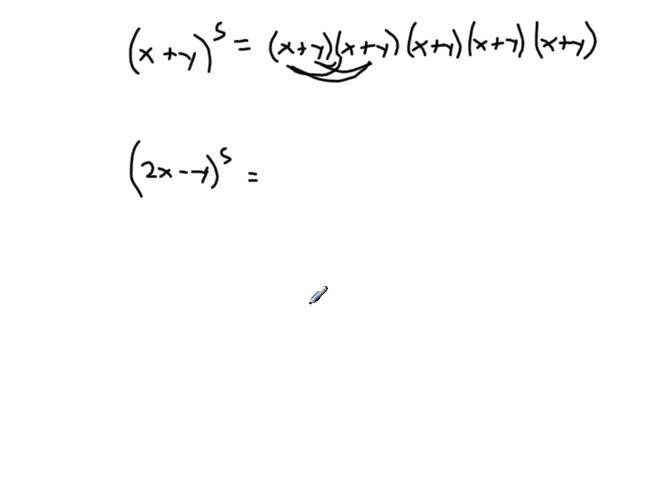 (x+y)⁵ = (x+y)(x+y)(x+y)(x+y)(x+y)
(2x-y)⁵ =